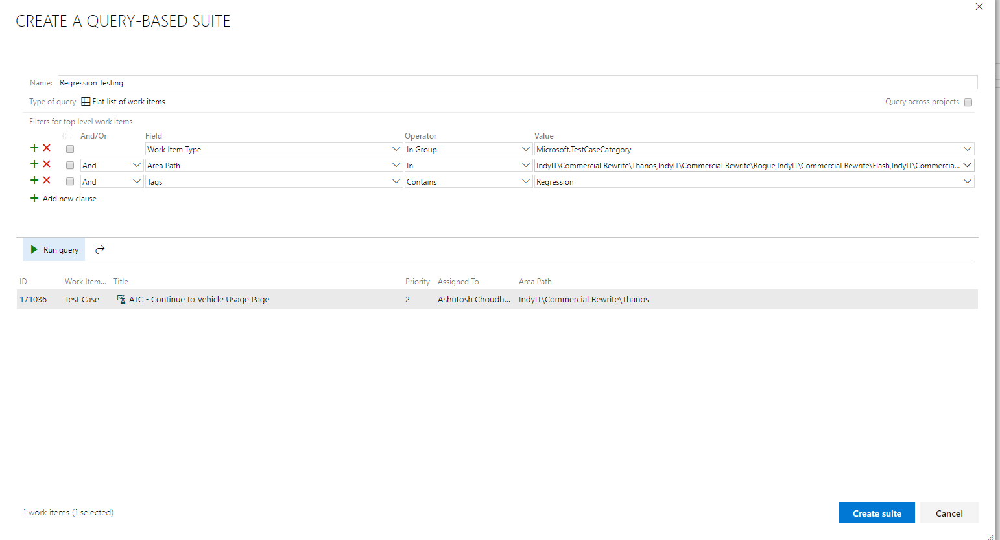 CREATE A QUERY-BASED SUITE
Name: Regression Testing
Type of query Flat list of work items Query across projects
Filters for top level work items
And/Or Field Operator Value
Work Item Type In Group Microsoft.TestCaseCategory
And Area Path In IndyIT\Commercial Rewrite\Thanos,IndyIT\Commercial Rewrite\Rogue,IndyIT\Commercial Rewrite\Flash,IndyIT\Commercia...
And Tags Contains Regression
Add new clause
Run query
ID Work Item... Title Priority Assigned To Area Path
171036 Test Case ATC - Continue to Vehicle Usage Page 2 Ashutosh Choudh... IndyIT\Commercial Rewrite\Thanos
1 work items (1 selected)
Create suite Cancel